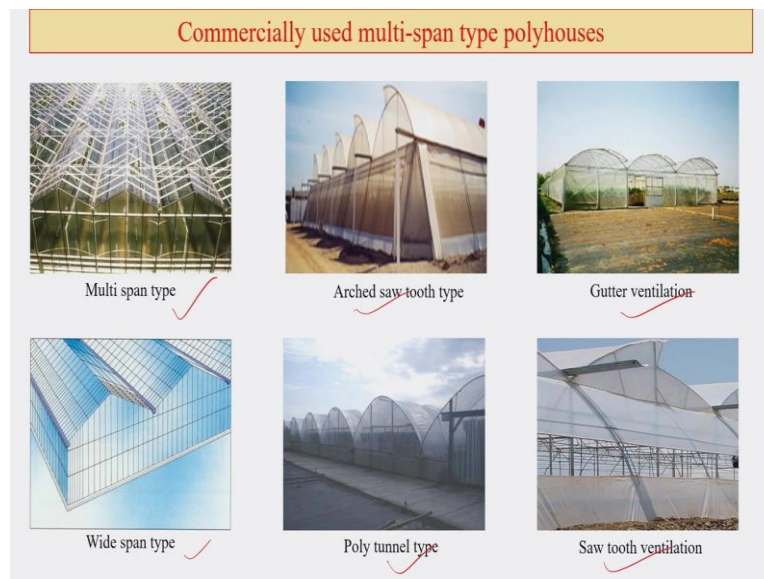 Commercially used multi-span type polyhouses
Multi span type
Arched saw tooth type
Gutter ventilation
Wide span type
Poly tunnel type
Saw tooth ventilation